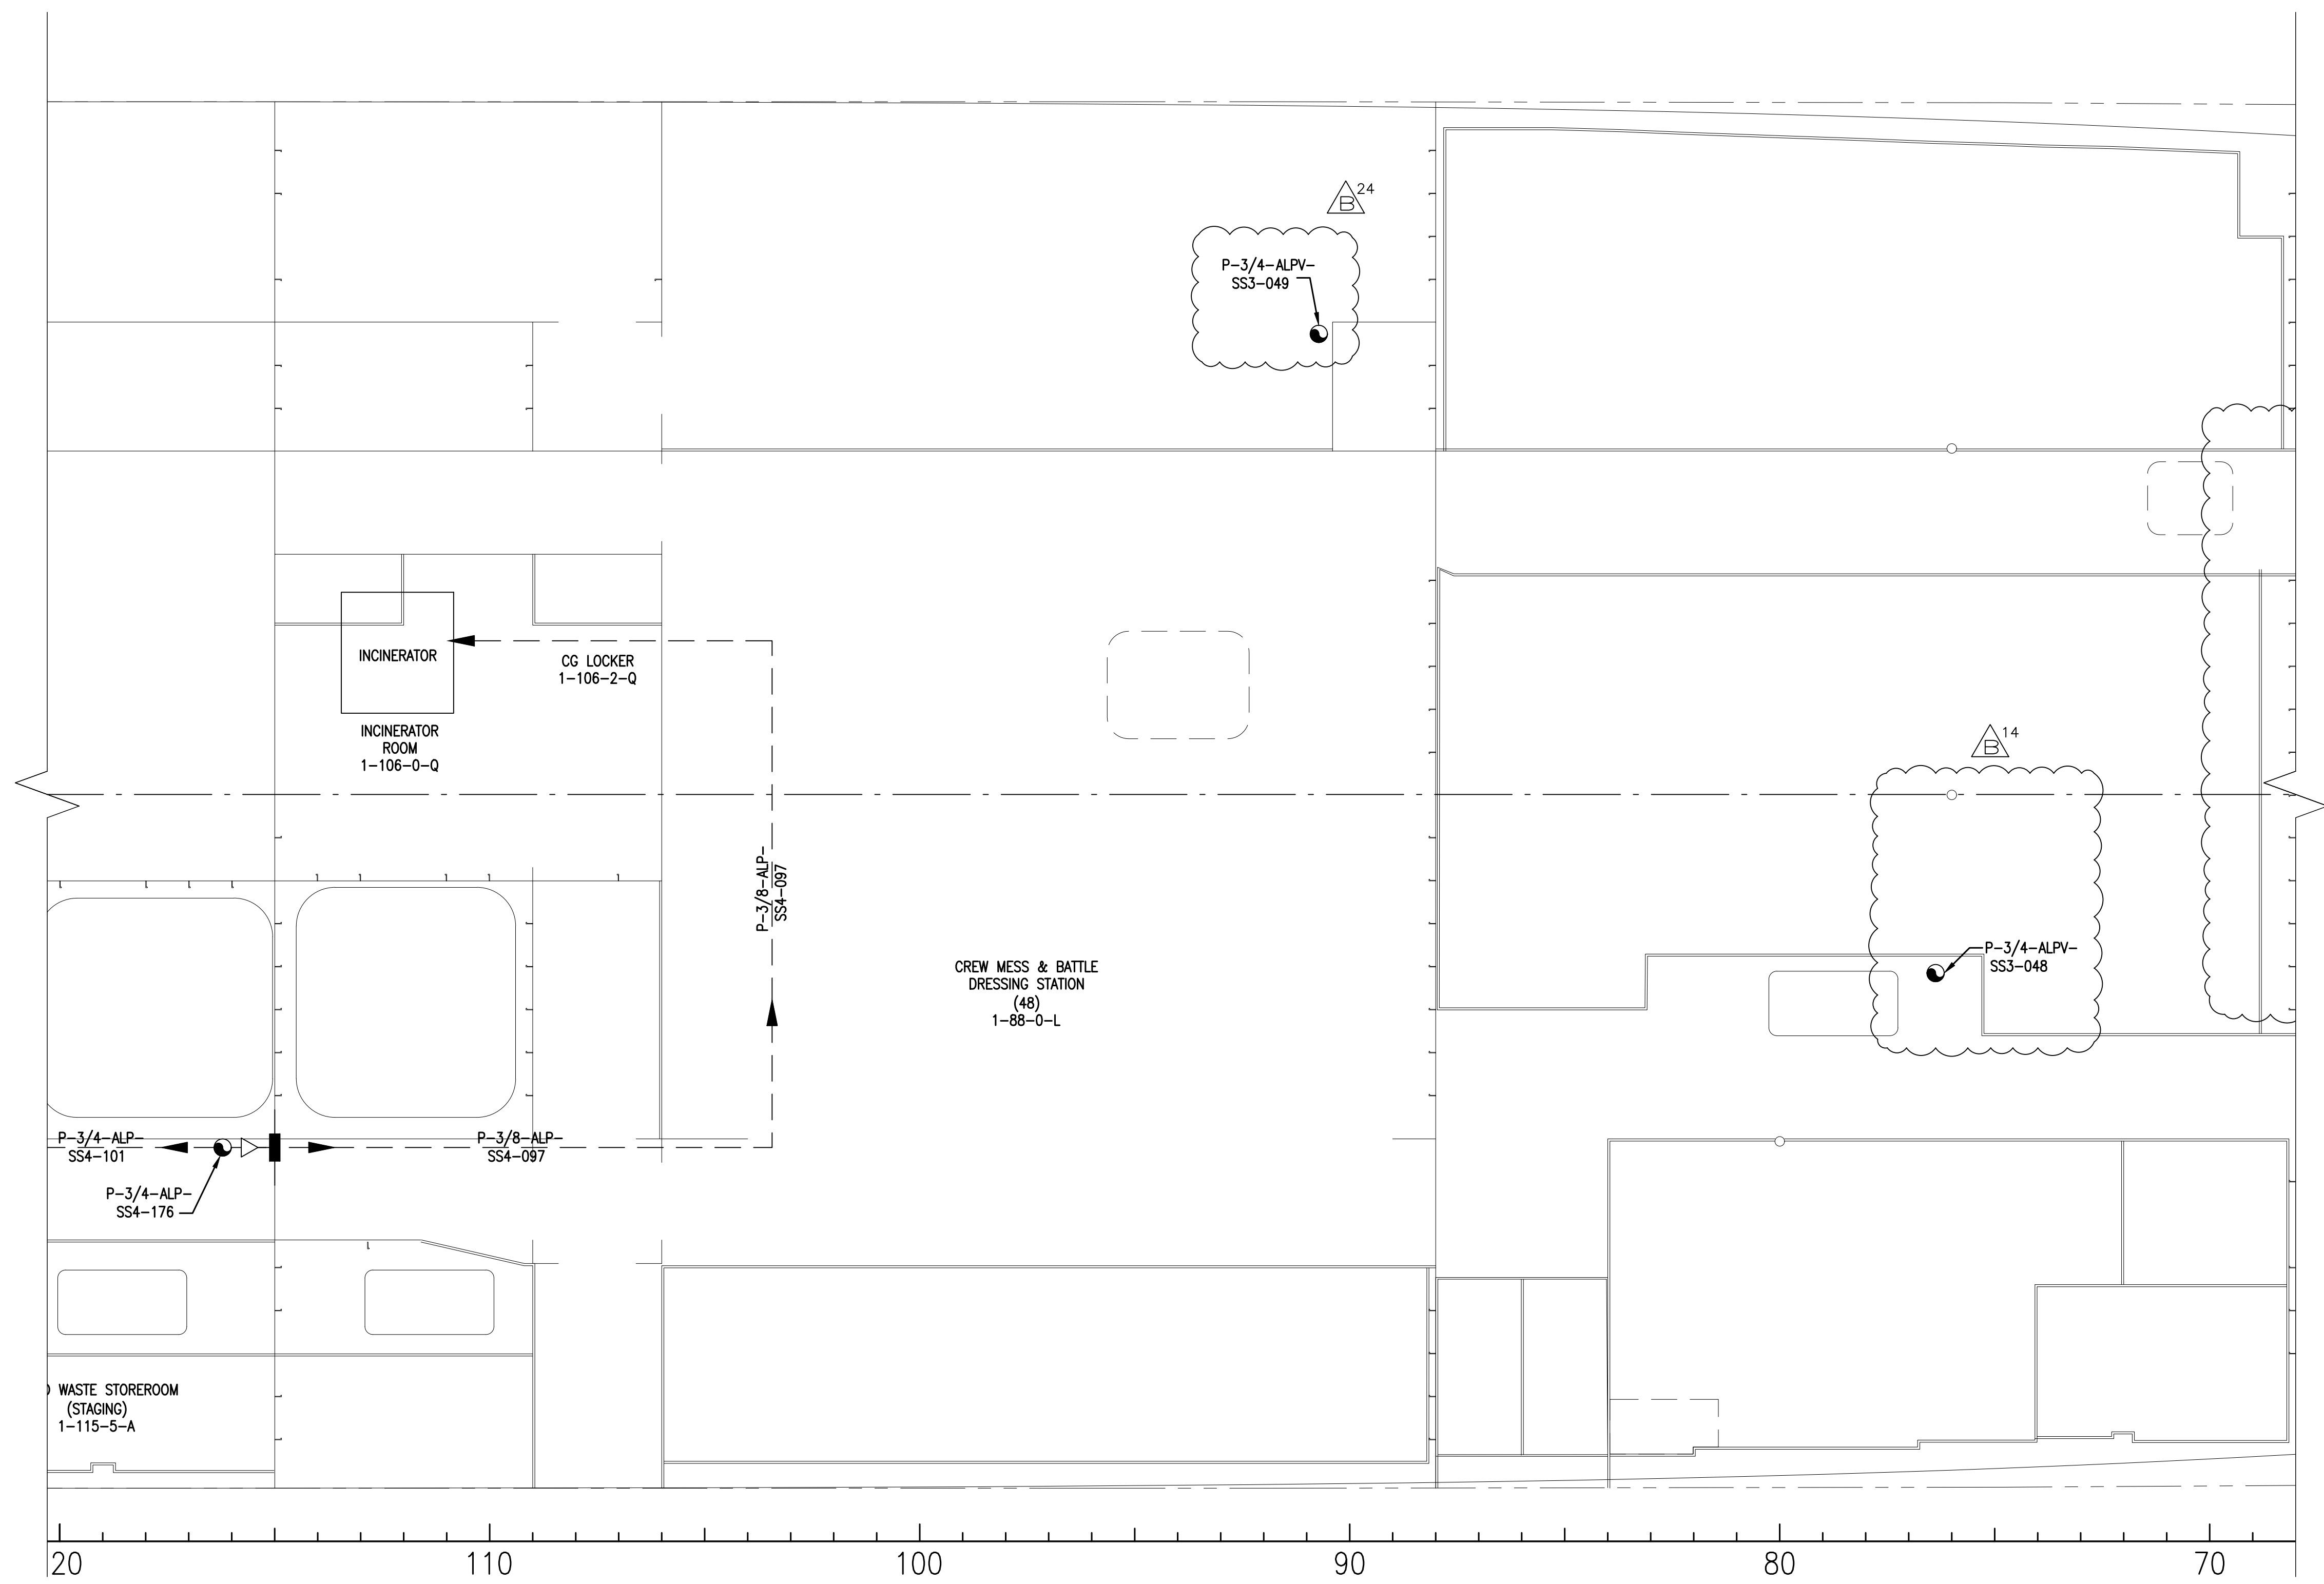 24
B
P-3/4-ALPV-
SS3-049
INCINERATOR
CG LOCKER
1-106-2-Q
INCINERATOR
ROOM
1-106-0-Q
14
B
P-3/8-ALP-
SS4-097
P-3/4-ALPV-
SS3-048
CREW MESS & BATTLE
DRESSING STATION
(48)
1-88-0-L
P-3/4-ALP-
SS4-101
P-3/8-ALP-
SS4-097
P-3/4-ALP-
SS4-176
WASTE STOREROOM
(STAGING)
1-115-5-A
20 110 100 90 80 70